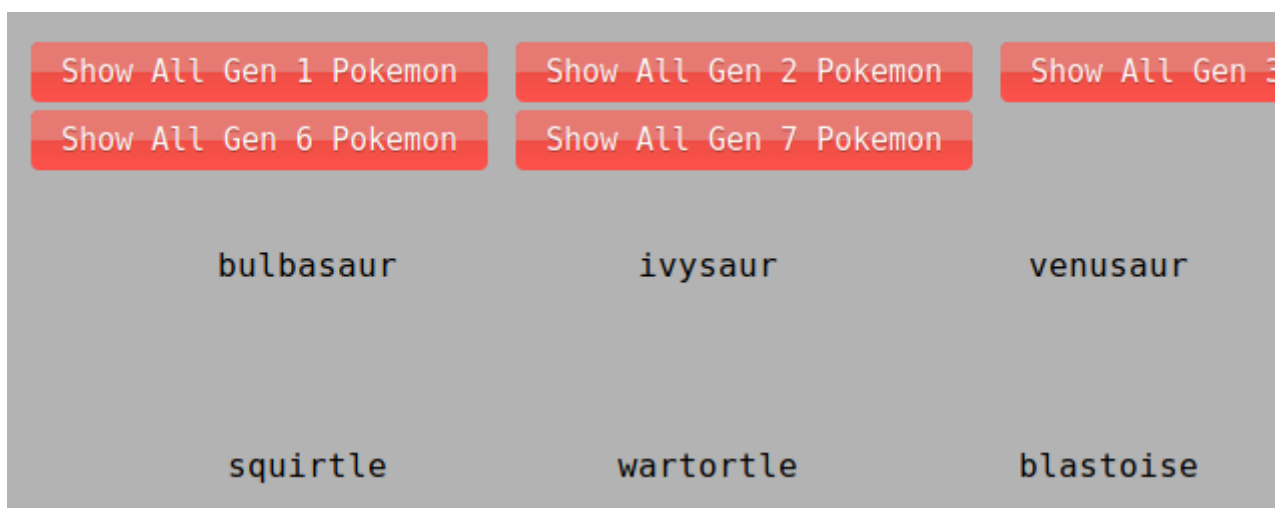 Show All Gen 1 Pokemon Show All Gen 2 Pokemon Show All Gen 3
Show All Gen 6 Pokemon Show All Gen 7 Pokemon
bulbasaur ivysaur venusaur
squirtle wartortle blastoise